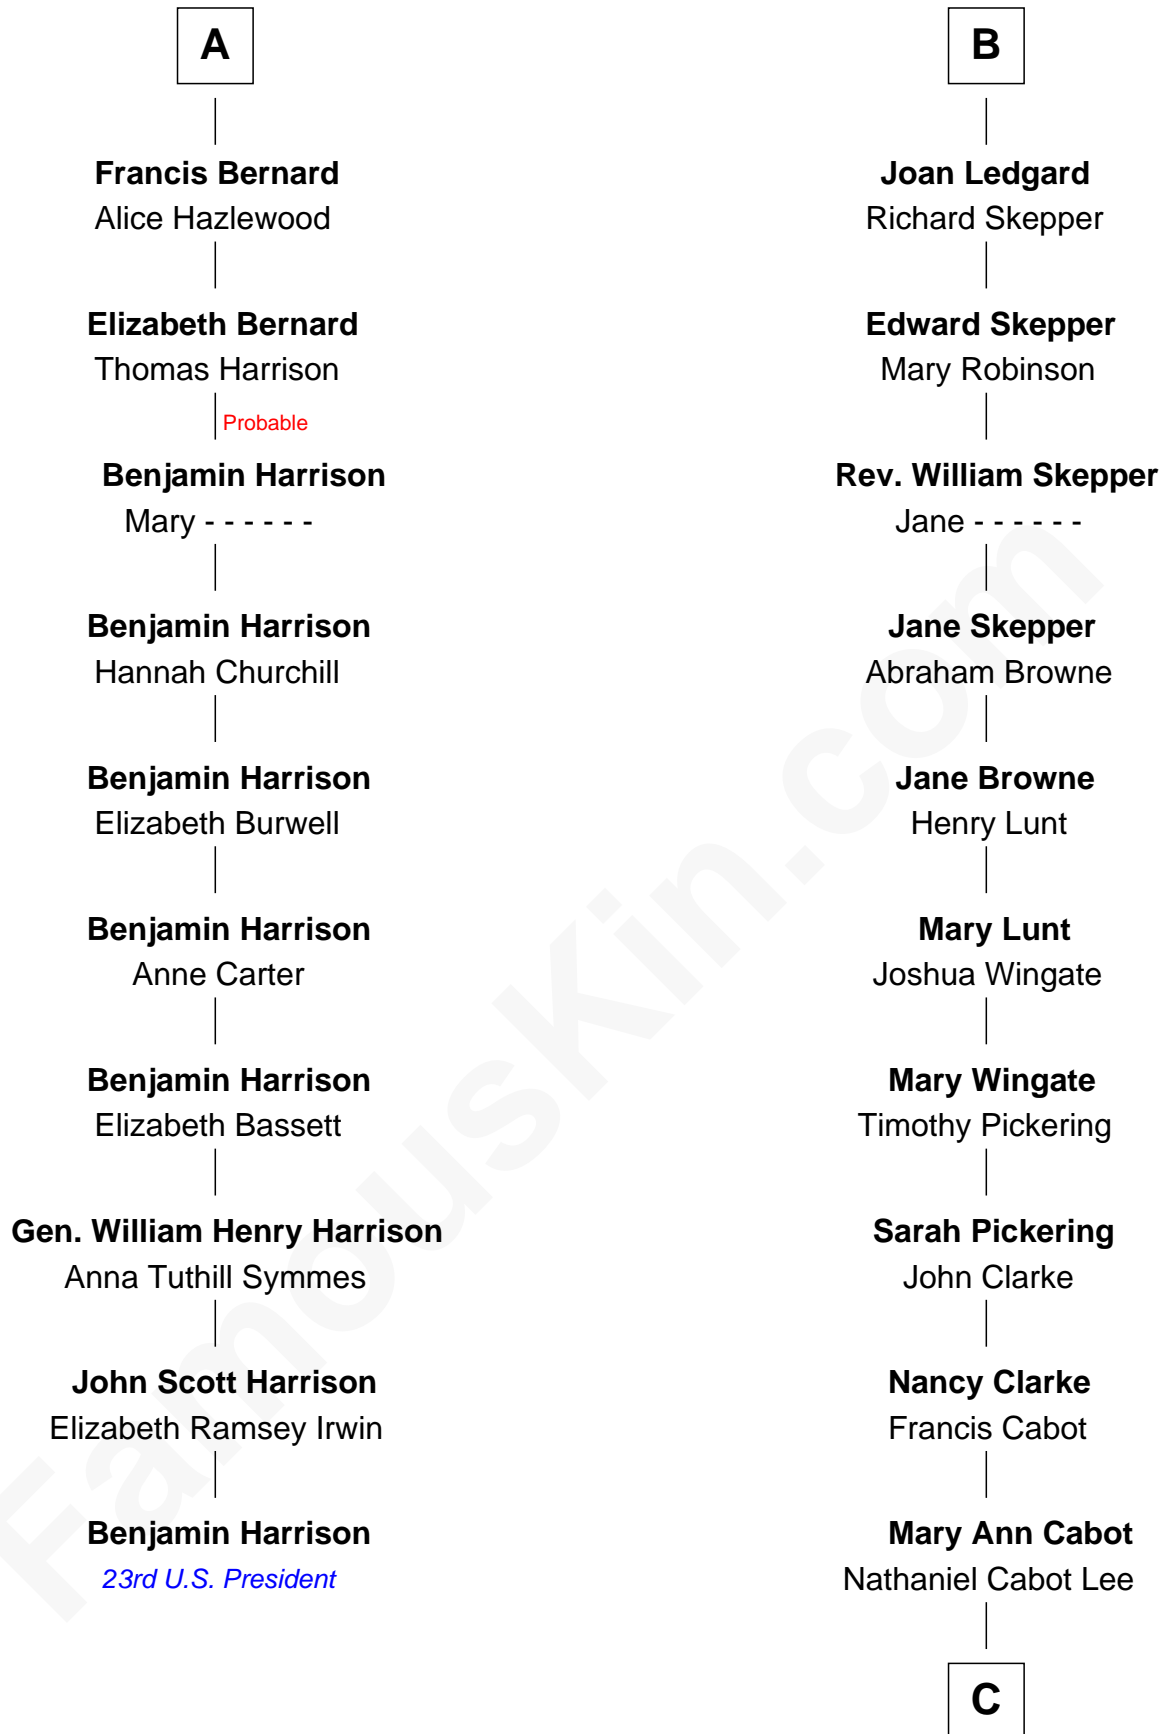 A
Francis Bernard
Alice Hazlewood
Elizabeth Bernard
Thomas Harrison
Probable
Benjamin Harrison
Mary - - - - - -
Benjamin Harrison
Hannah Churchill
Benjamin Harrison
Elizabeth Burwell
Benjamin Harrison
Anne Carter
Benjamin Harrison
Elizabeth Bassett
Gen. William Henry Harrison
Anna Tuthill Symmes
John Scott Harrison
Elizabeth Ramsey Irwin
Benjamin Harrison
23rd U.S. President
B
Joan Ledgard
Richard Skepper
Edward Skepper
Mary Robinson
Rev. William Skepper
Jane - - - - - -
Jane Skepper
Abraham Browne
Jane Browne
Henry Lunt
Mary Lunt
Joshua Wingate
Mary Wingate
Timothy Pickering
Sarah Pickering
John Clarke
Nancy Clarke
Francis Cabot
Mary Ann Cabot
Nathaniel Cabot Lee
C
FamousKin.com